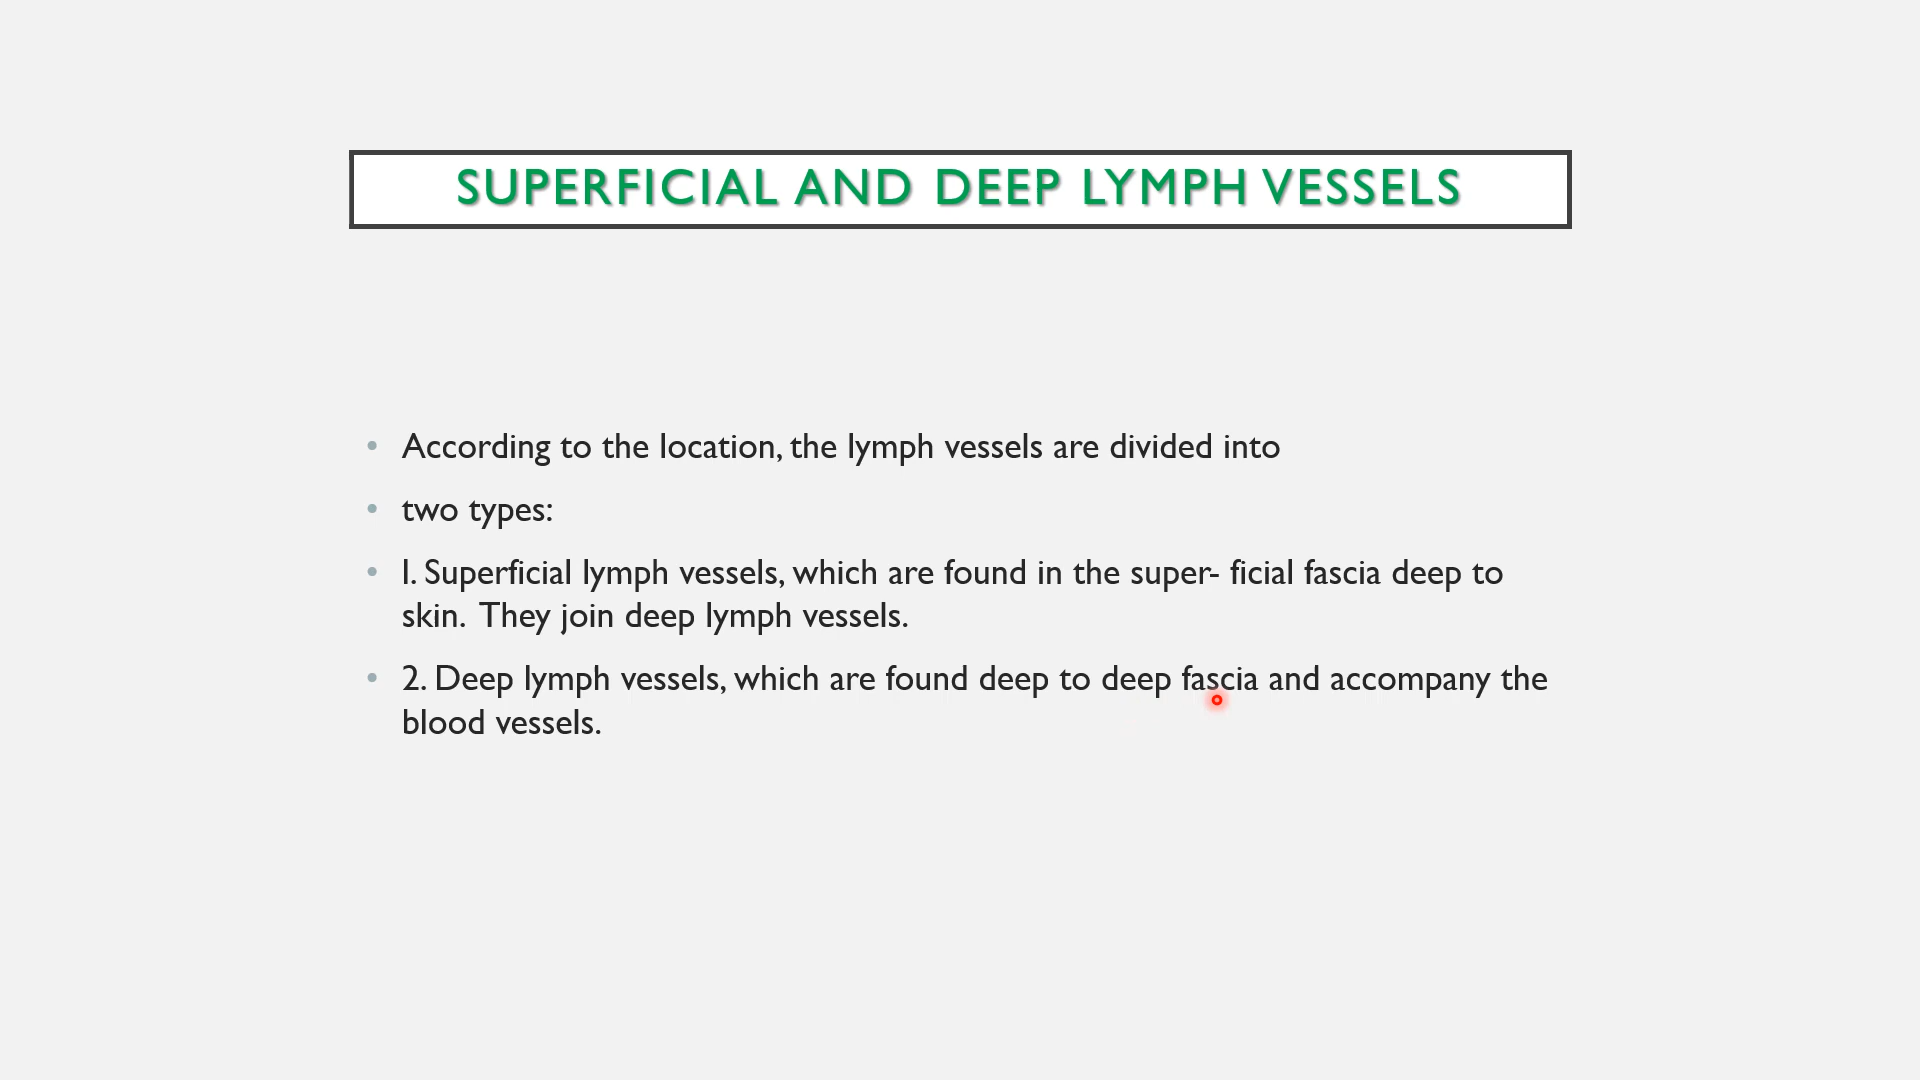 SUPERFICIAL AND DEEP LYMPH VESSELS
• According to the location, the lymph vessels are divided into
• two types:
• 1. Superficial lymph vessels, which are found in the super- ficial fascia deep to
skin. They join deep lymph vessels.
• 2. Deep lymph vessels, which are found deep to deep fascia and accompany the
blood vessels.